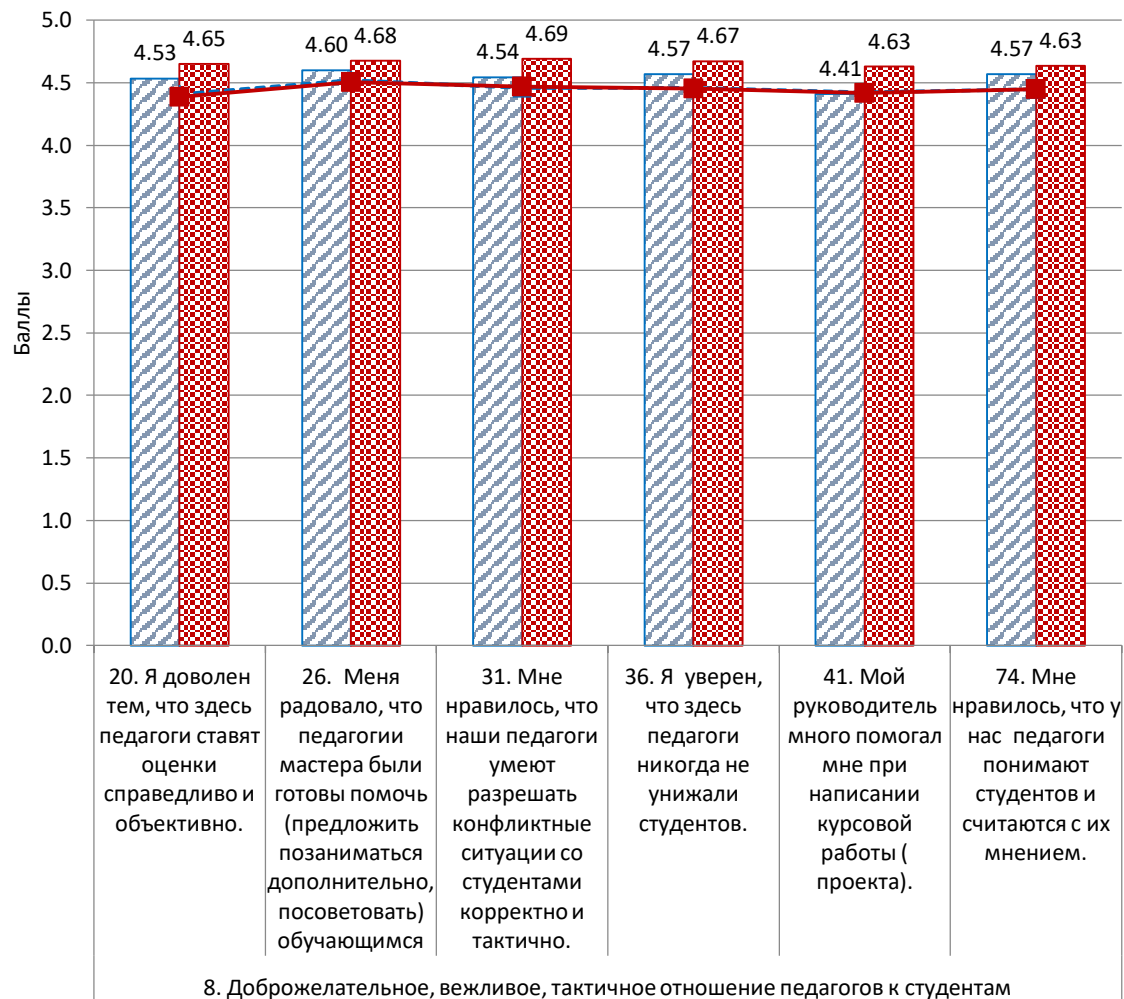 5.0
4.5
4.0
3.5
3.0
2.5
2.0
1.5
1.0
0.5
0.0
Баллы
4.53
4.65
4.60
4.68
4.54
4.69
4.57
4.67
4.41
4.63
4.57
4.63
20. Я доволен
тем, что здесь
педагоги ставят
оценки
справедливо и
объективно.
26. Меня
радовало, что
педагогии
мастера были
готовы помочь
(предложить
позаниматься
дополнительно,
посоветовать)
обучающимся
31. Мне
нравилось, что
наши педагоги
умеют
разрешать
конфликтные
ситуации со
студентами
корректно и
тактично.
36. Я уверен,
что здесь
педагоги
никогда не
унижали
студентов.
41. Мой
руководитель
много помогал
мне при
написании
курсовой
работы (
проекта).
74. Мне
нравилось, что у
нас педагоги
понимают
студентов и
считаются с их
мнением.
8. Доброжелательное, вежливое, тактичное отношение педагогов к студентам